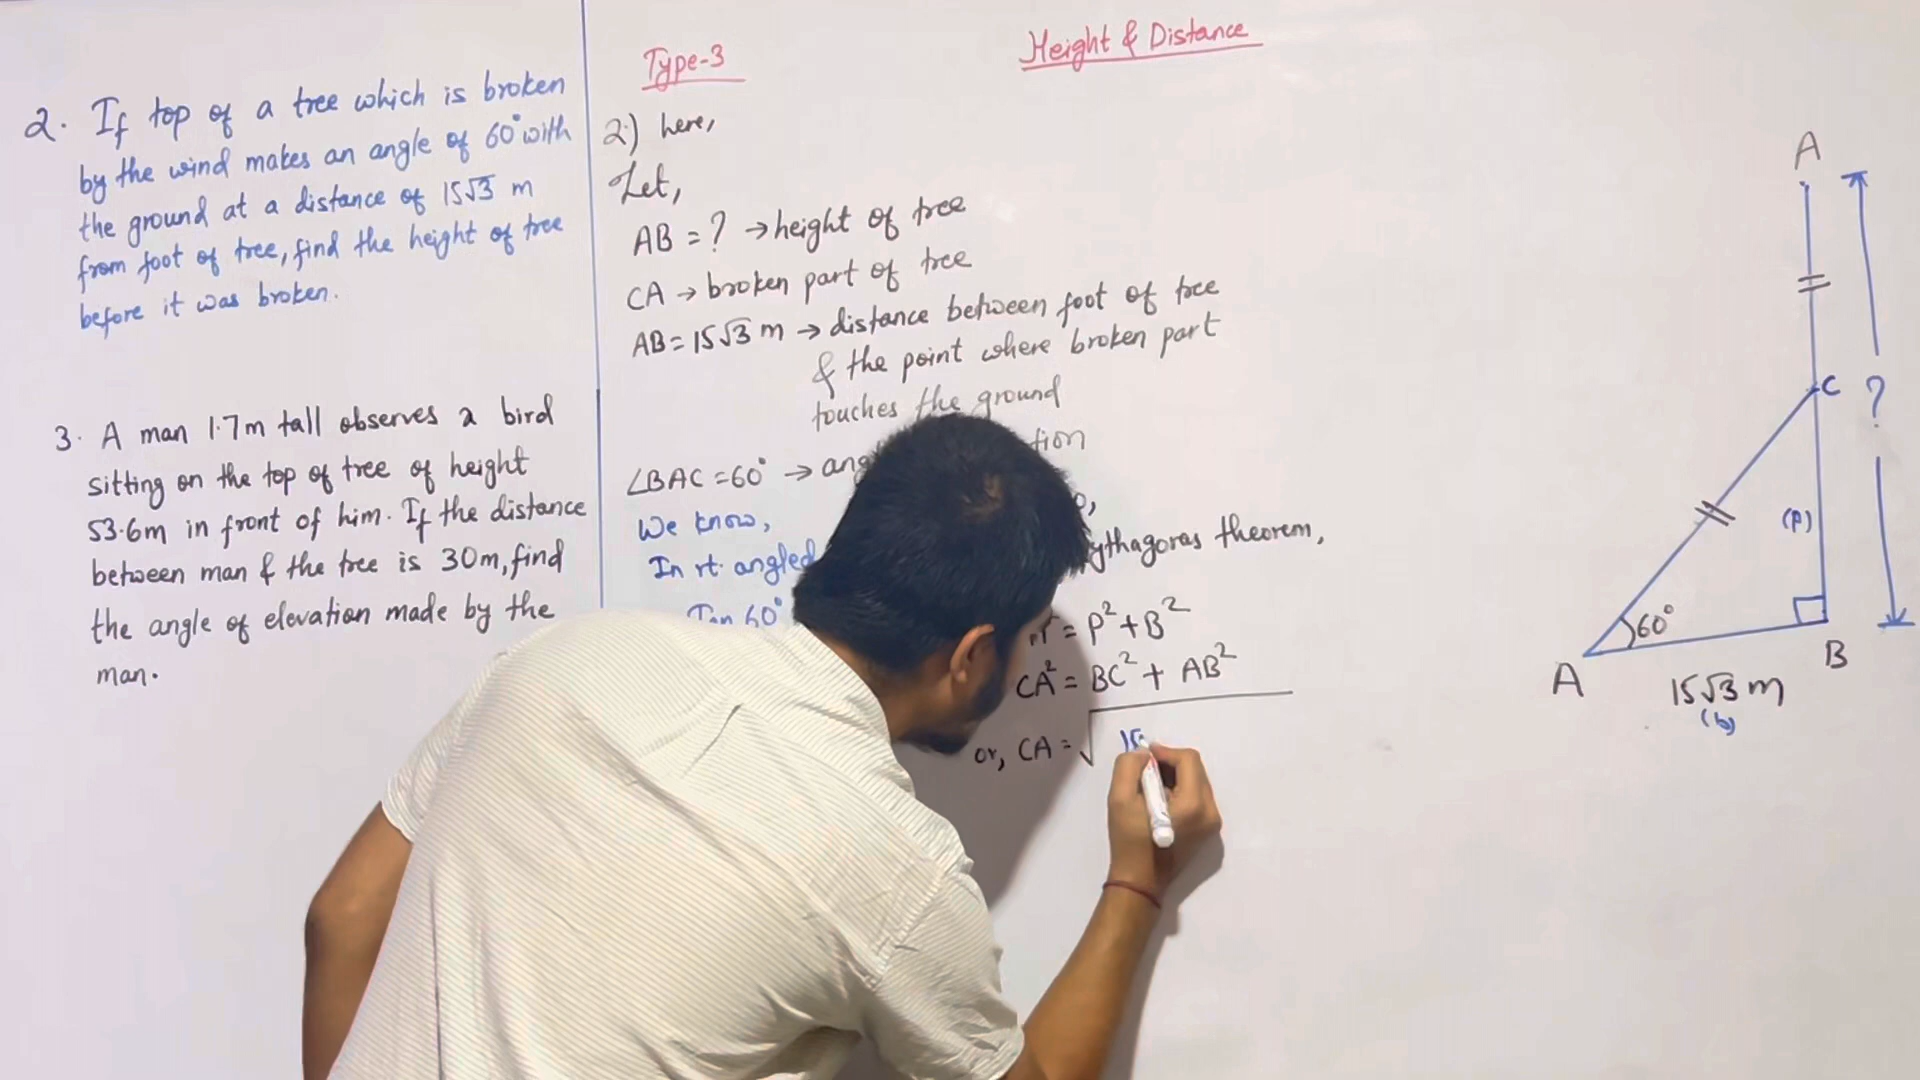 2. If top of a tree which is broken
by the wind makes an angle of 60° with
the ground at a distance of 15√3 m
from foot of tree, find the height of tree
before it was broken.
3. A man 1.7m tall observes a bird
sitting on the top of tree of height
53.6m in front of him. If the distance
between man & the tree is 30m, find
the angle of elevation made by the
man.
Type-3
Height & Distance
2) here,
Let,
AB = ? → height of tree
CA → broken part of tree
AB = 15√3 m → distance between foot of tree
& the point where broken part
touches the ground
∠BAC = 60° →
We know,
In rt. angled
Tan 60°
theorem,
= P² + B²
CA² = BC² + AB²
or, CA = √
A
C
?
(P)
60°
A
B
15√3 m
(b)